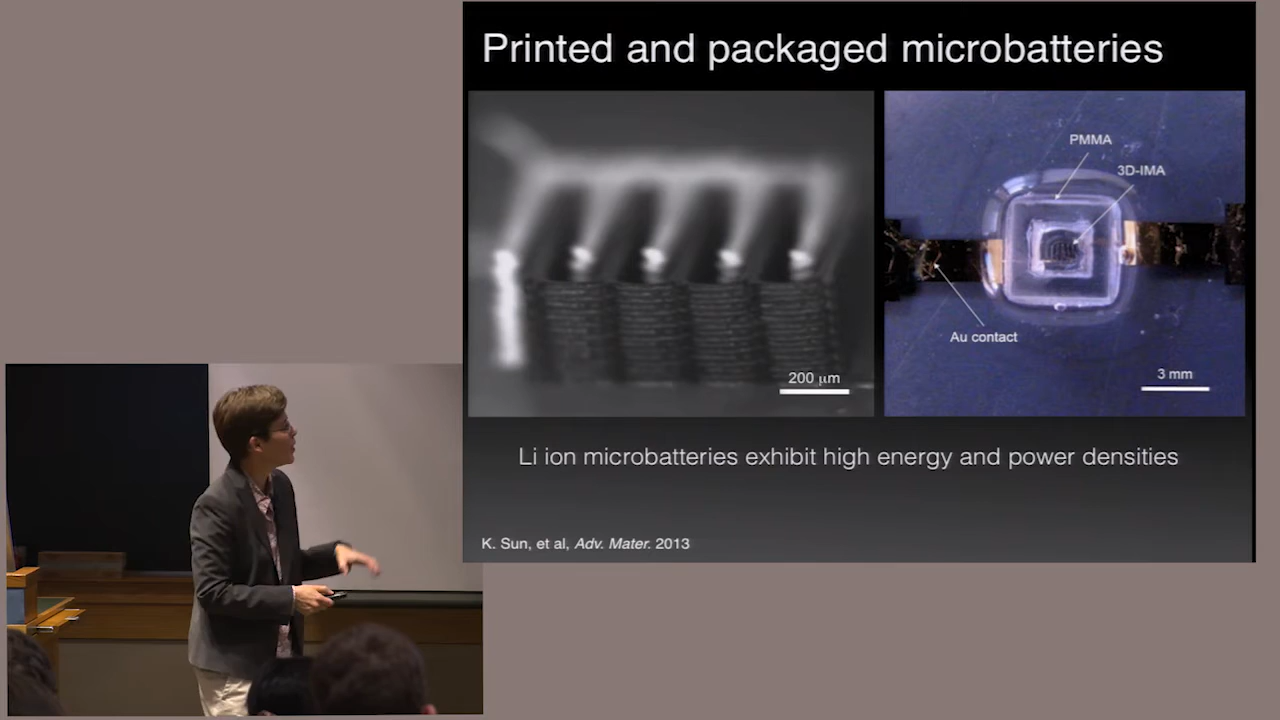 Printed and packaged microbatteries
PMMA
3D-IMA
Au contact
200 μm
3 mm
Li ion microbatteries exhibit high energy and power densities
K. Sun, et al, Adv. Mater. 2013